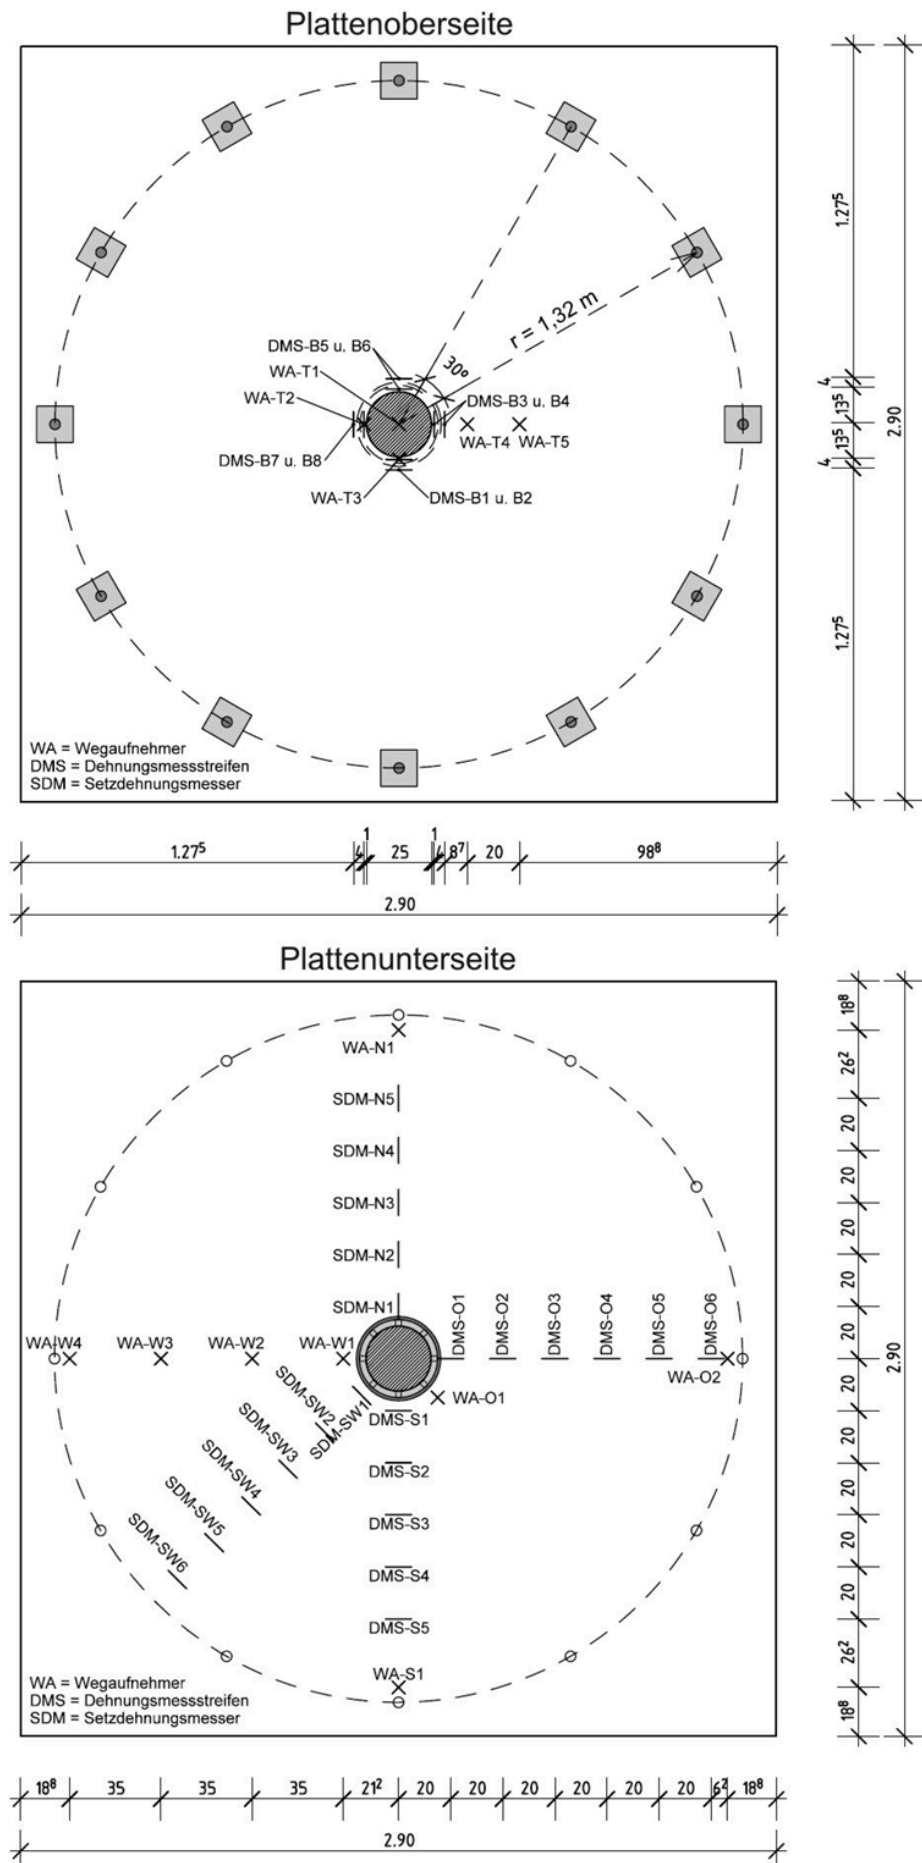 Plattenoberseite
1.27⁵
4
13⁵
13⁵
4
1.27⁵
2.90
r = 1,32 m
30º
DMS-B5 u. B6
WA-T1
WA-T2
DMS-B3 u. B4
WA-T4 WA-T5
DMS-B7 u. B8
WA-T3
DMS-B1 u. B2
WA = Wegaufnehmer
DMS = Dehnungsmessstreifen
SDM = Setzdehnungsmesser
1.27⁵ 4 1 25 1 4 8⁷ 20 98⁸
2.90
Plattenunterseite
WA-N1
SDM-N5
SDM-N4
SDM-N3
SDM-N2
SDM-N1
DMS-O1 DMS-O2 DMS-O3 DMS-O4 DMS-O5 DMS-O6
WA-W4 WA-W3 WA-W2 WA-W1
WA-O2
WA-O1
SDM-SW1
SDM-SW2
SDM-SW3
SDM-SW4
SDM-SW5
SDM-SW6
DMS-S1
DMS-S2
DMS-S3
DMS-S4
DMS-S5
WA-S1
WA = Wegaufnehmer
DMS = Dehnungsmessstreifen
SDM = Setzdehnungsmesser
18⁸
26²
20
20
20
20
20
20
20
20
20
20
26²
18⁸
2.90
18⁸ 35 35 35 21² 20 20 20 20 20 20 6² 18⁸
2.90